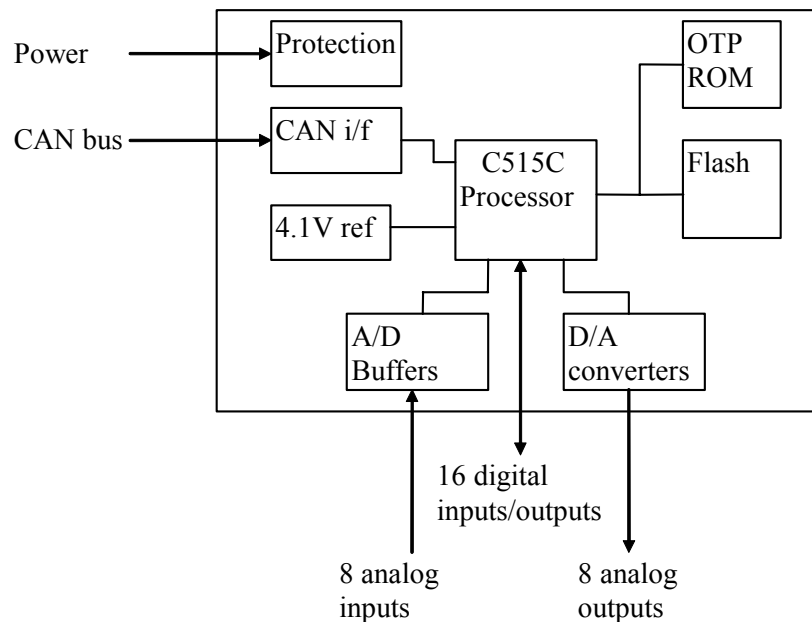 Power
Protection
OTP
ROM
CAN bus
CAN i/f
C515C
Processor
Flash
4.1V ref
A/D
Buffers
D/A
converters
16 digital
inputs/outputs
8 analog
inputs
8 analog
outputs